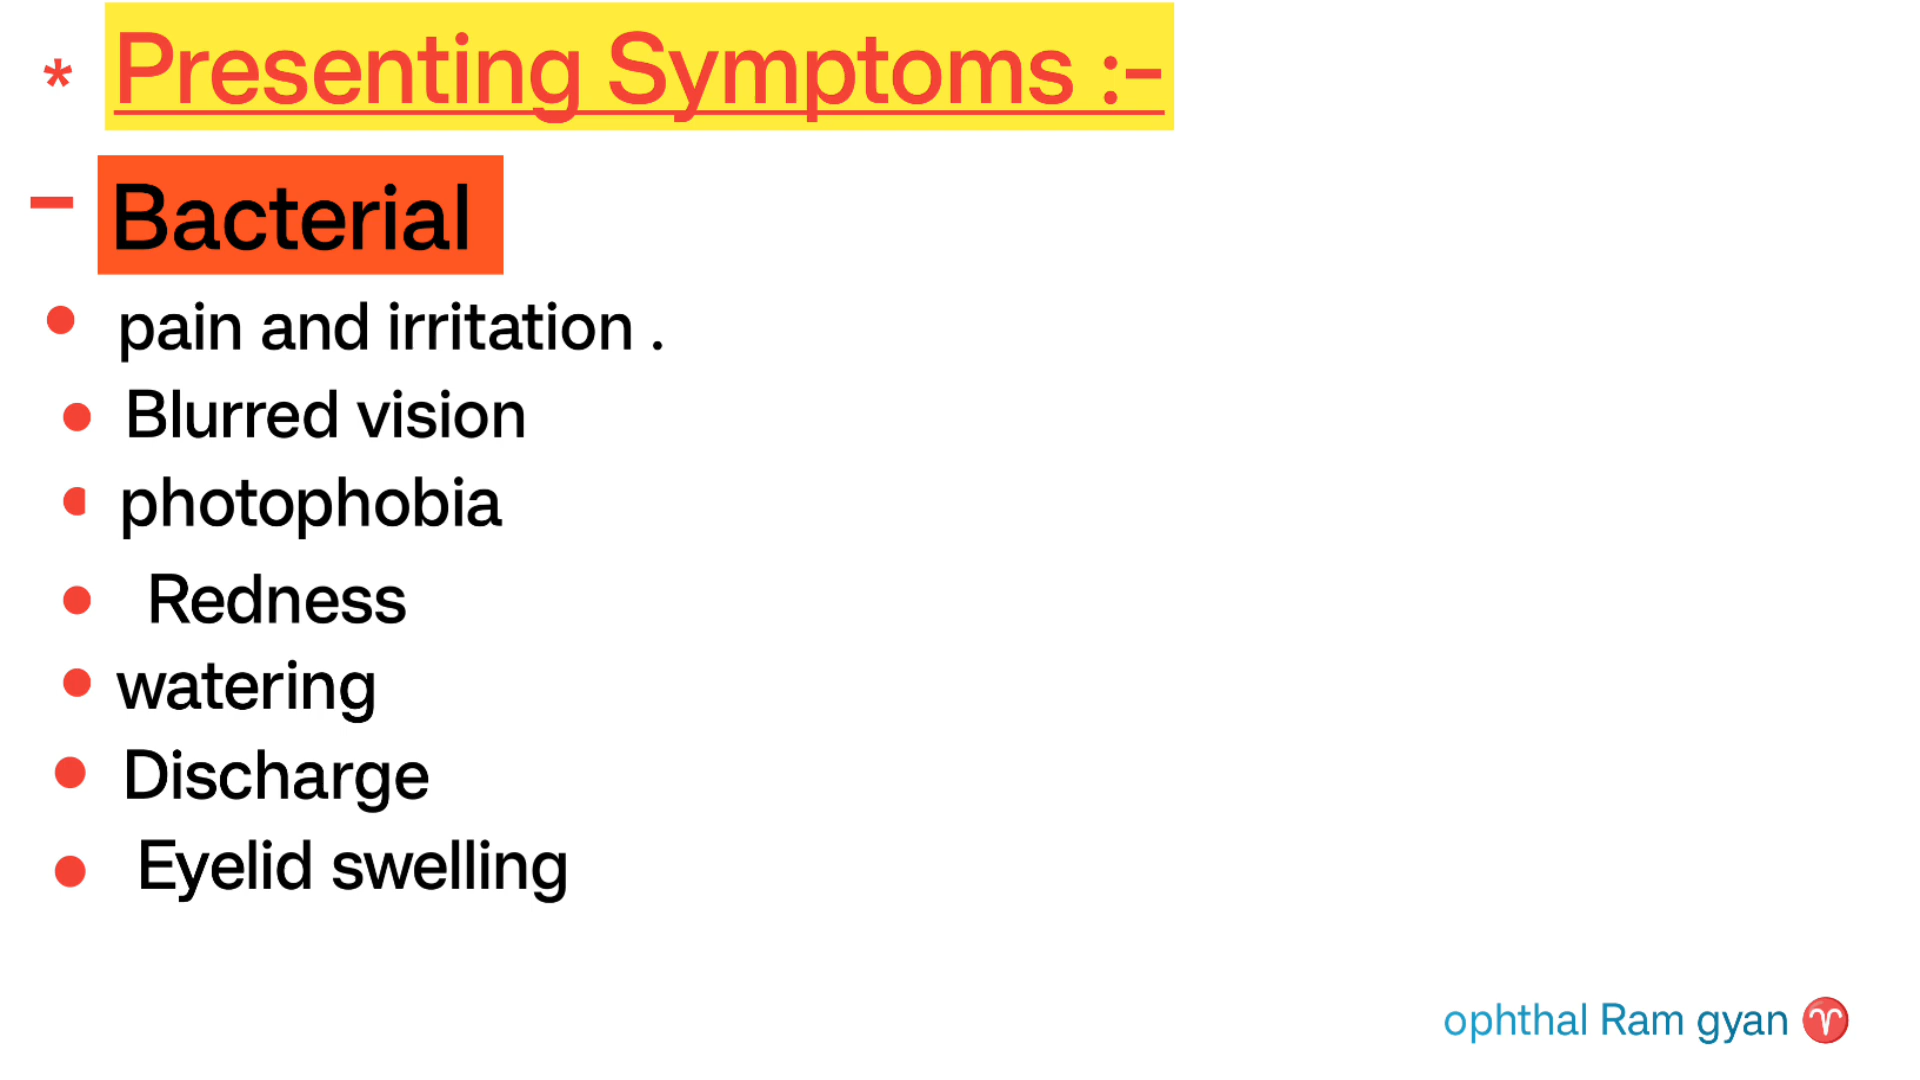 * Presenting Symptoms :-
– Bacterial
• pain and irritation .
• Blurred vision
• photophobia
• Redness
• watering
• Discharge
• Eyelid swelling
ophthal Ram gyan ♈